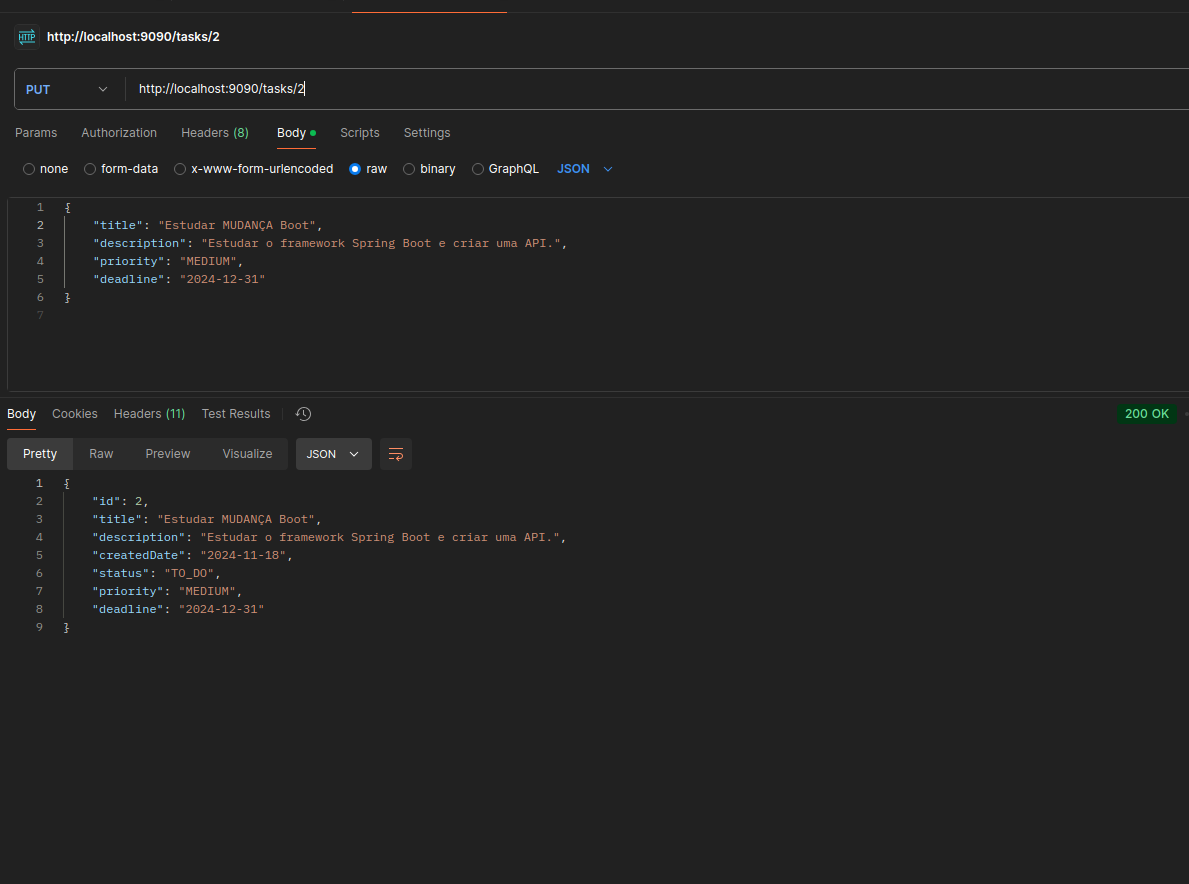 HTTP http://localhost:9090/tasks/2
PUT http://localhost:9090/tasks/2
Params Authorization Headers (8) Body Scripts Settings
none form-data x-www-form-urlencoded raw binary GraphQL JSON
1 {
2 "title": "Estudar MUDANÇA Boot",
3 "description": "Estudar o framework Spring Boot e criar uma API.",
4 "priority": "MEDIUM",
5 "deadline": "2024-12-31"
6 }
7
Body Cookies Headers (11) Test Results 200 OK
Pretty Raw Preview Visualize JSON
1 {
2 "id": 2,
3 "title": "Estudar MUDANÇA Boot",
4 "description": "Estudar o framework Spring Boot e criar uma API.",
5 "createdDate": "2024-11-18",
6 "status": "TO_DO",
7 "priority": "MEDIUM",
8 "deadline": "2024-12-31"
9 }